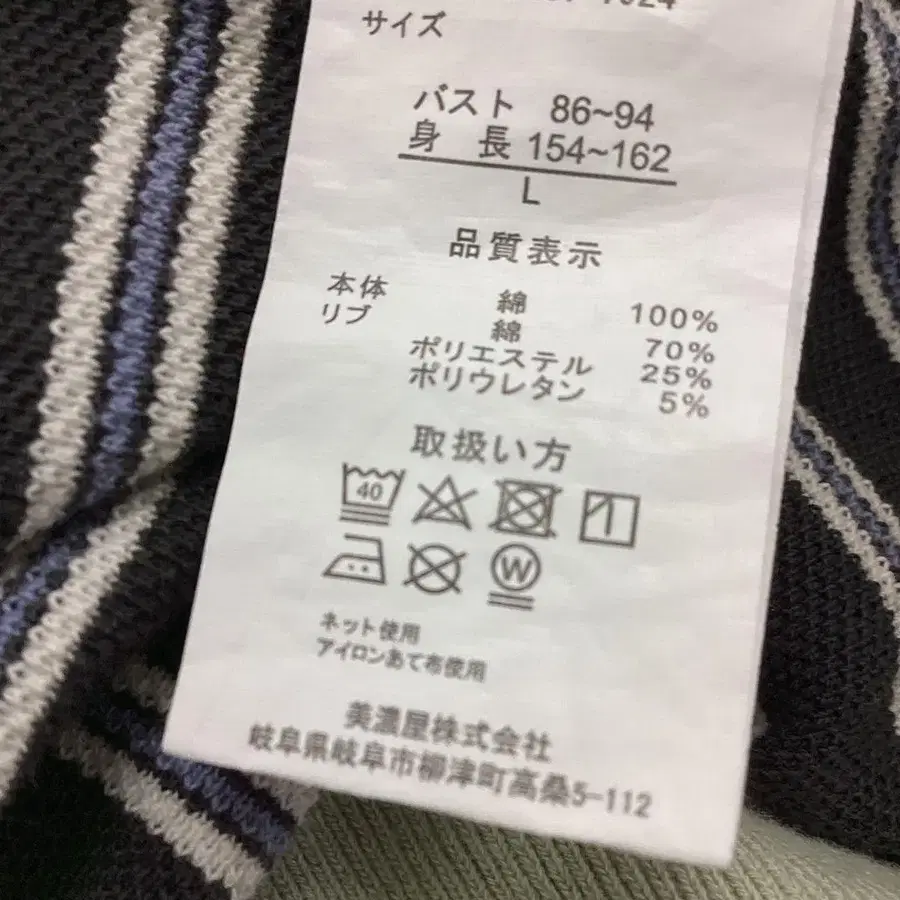 サイズ
バスト 86~94
身 長 154~162
L
品質表示
本体 綿 100%
リブ 綿 70%
ポリエステル 25%
ポリウレタン 5%
取扱い方
40
W
ネット使用
アイロンあて布使用
美濃屋株式会社
岐阜県岐阜市柳津町高桑5-112